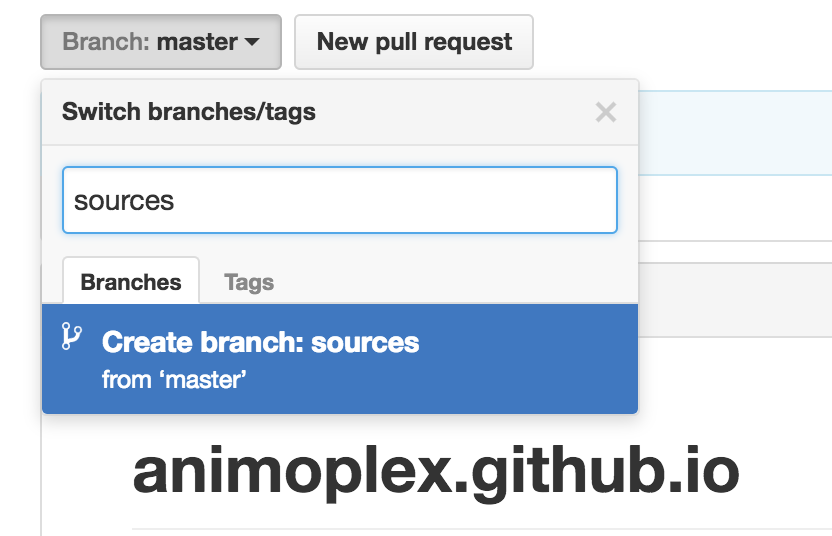 Branch: master
New pull request
Switch branches/tags
sources
Branches
Tags
Create branch: sources
from ‘master’
animoplex.github.io